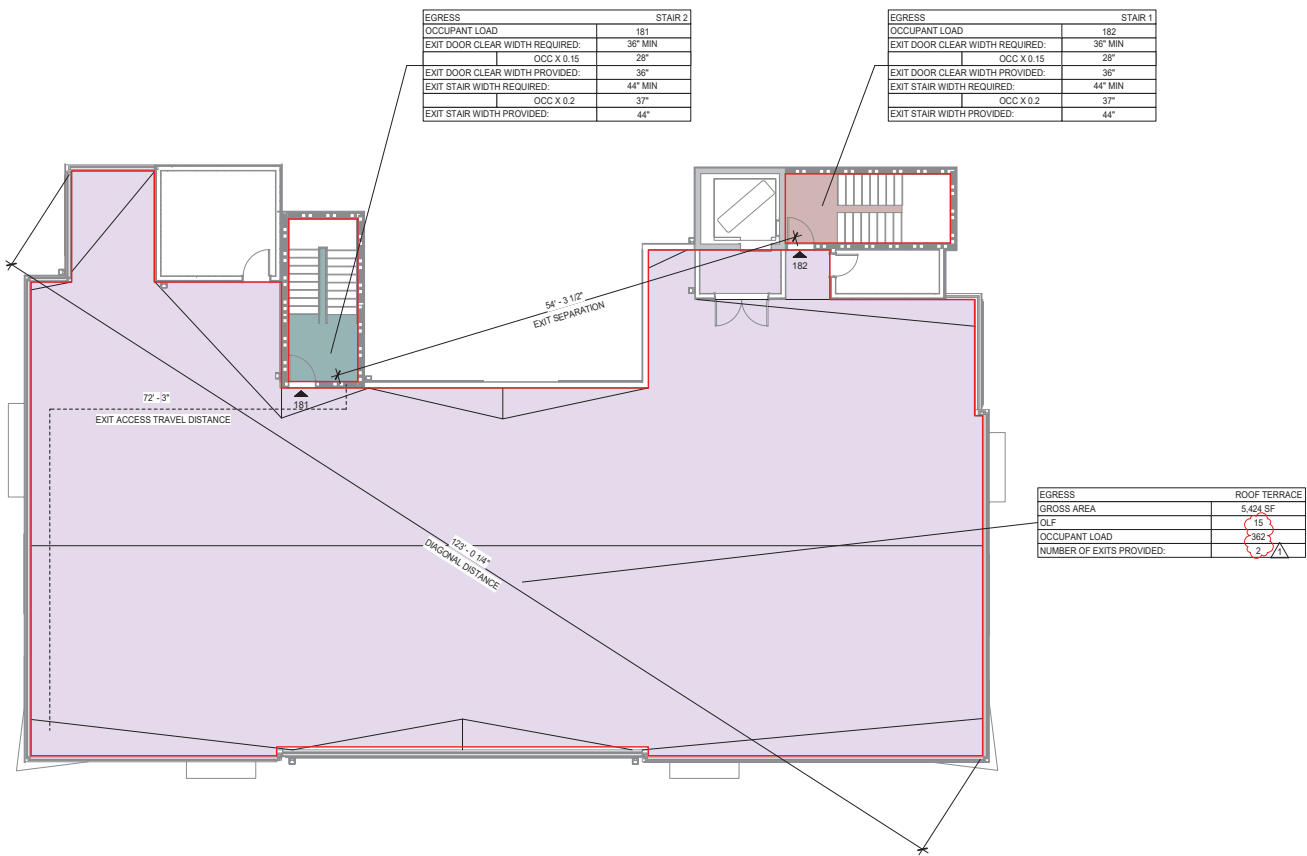 EGRESS STAIR 2
OCCUPANT LOAD 181
EXIT DOOR CLEAR WIDTH REQUIRED: 36" MIN
OCC X 0.15 28"
EXIT DOOR CLEAR WIDTH PROVIDED: 36"
EXIT STAIR WIDTH REQUIRED: 44" MIN
OCC X 0.2 37"
EXIT STAIR WIDTH PROVIDED: 44"
EGRESS STAIR 1
OCCUPANT LOAD 182
EXIT DOOR CLEAR WIDTH REQUIRED: 36" MIN
OCC X 0.15 28"
EXIT DOOR CLEAR WIDTH PROVIDED: 36"
EXIT STAIR WIDTH REQUIRED: 44" MIN
OCC X 0.2 37"
EXIT STAIR WIDTH PROVIDED: 44"
182
54' - 3 1/2"
EXIT SEPARATION
181
72' - 3"
EXIT ACCESS TRAVEL DISTANCE
123' - 0 1/4"
DIAGONAL DISTANCE
EGRESS ROOF TERRACE
GROSS AREA 5,424 SF
OLF 15
OCCUPANT LOAD 362
NUMBER OF EXITS PROVIDED: 2
1